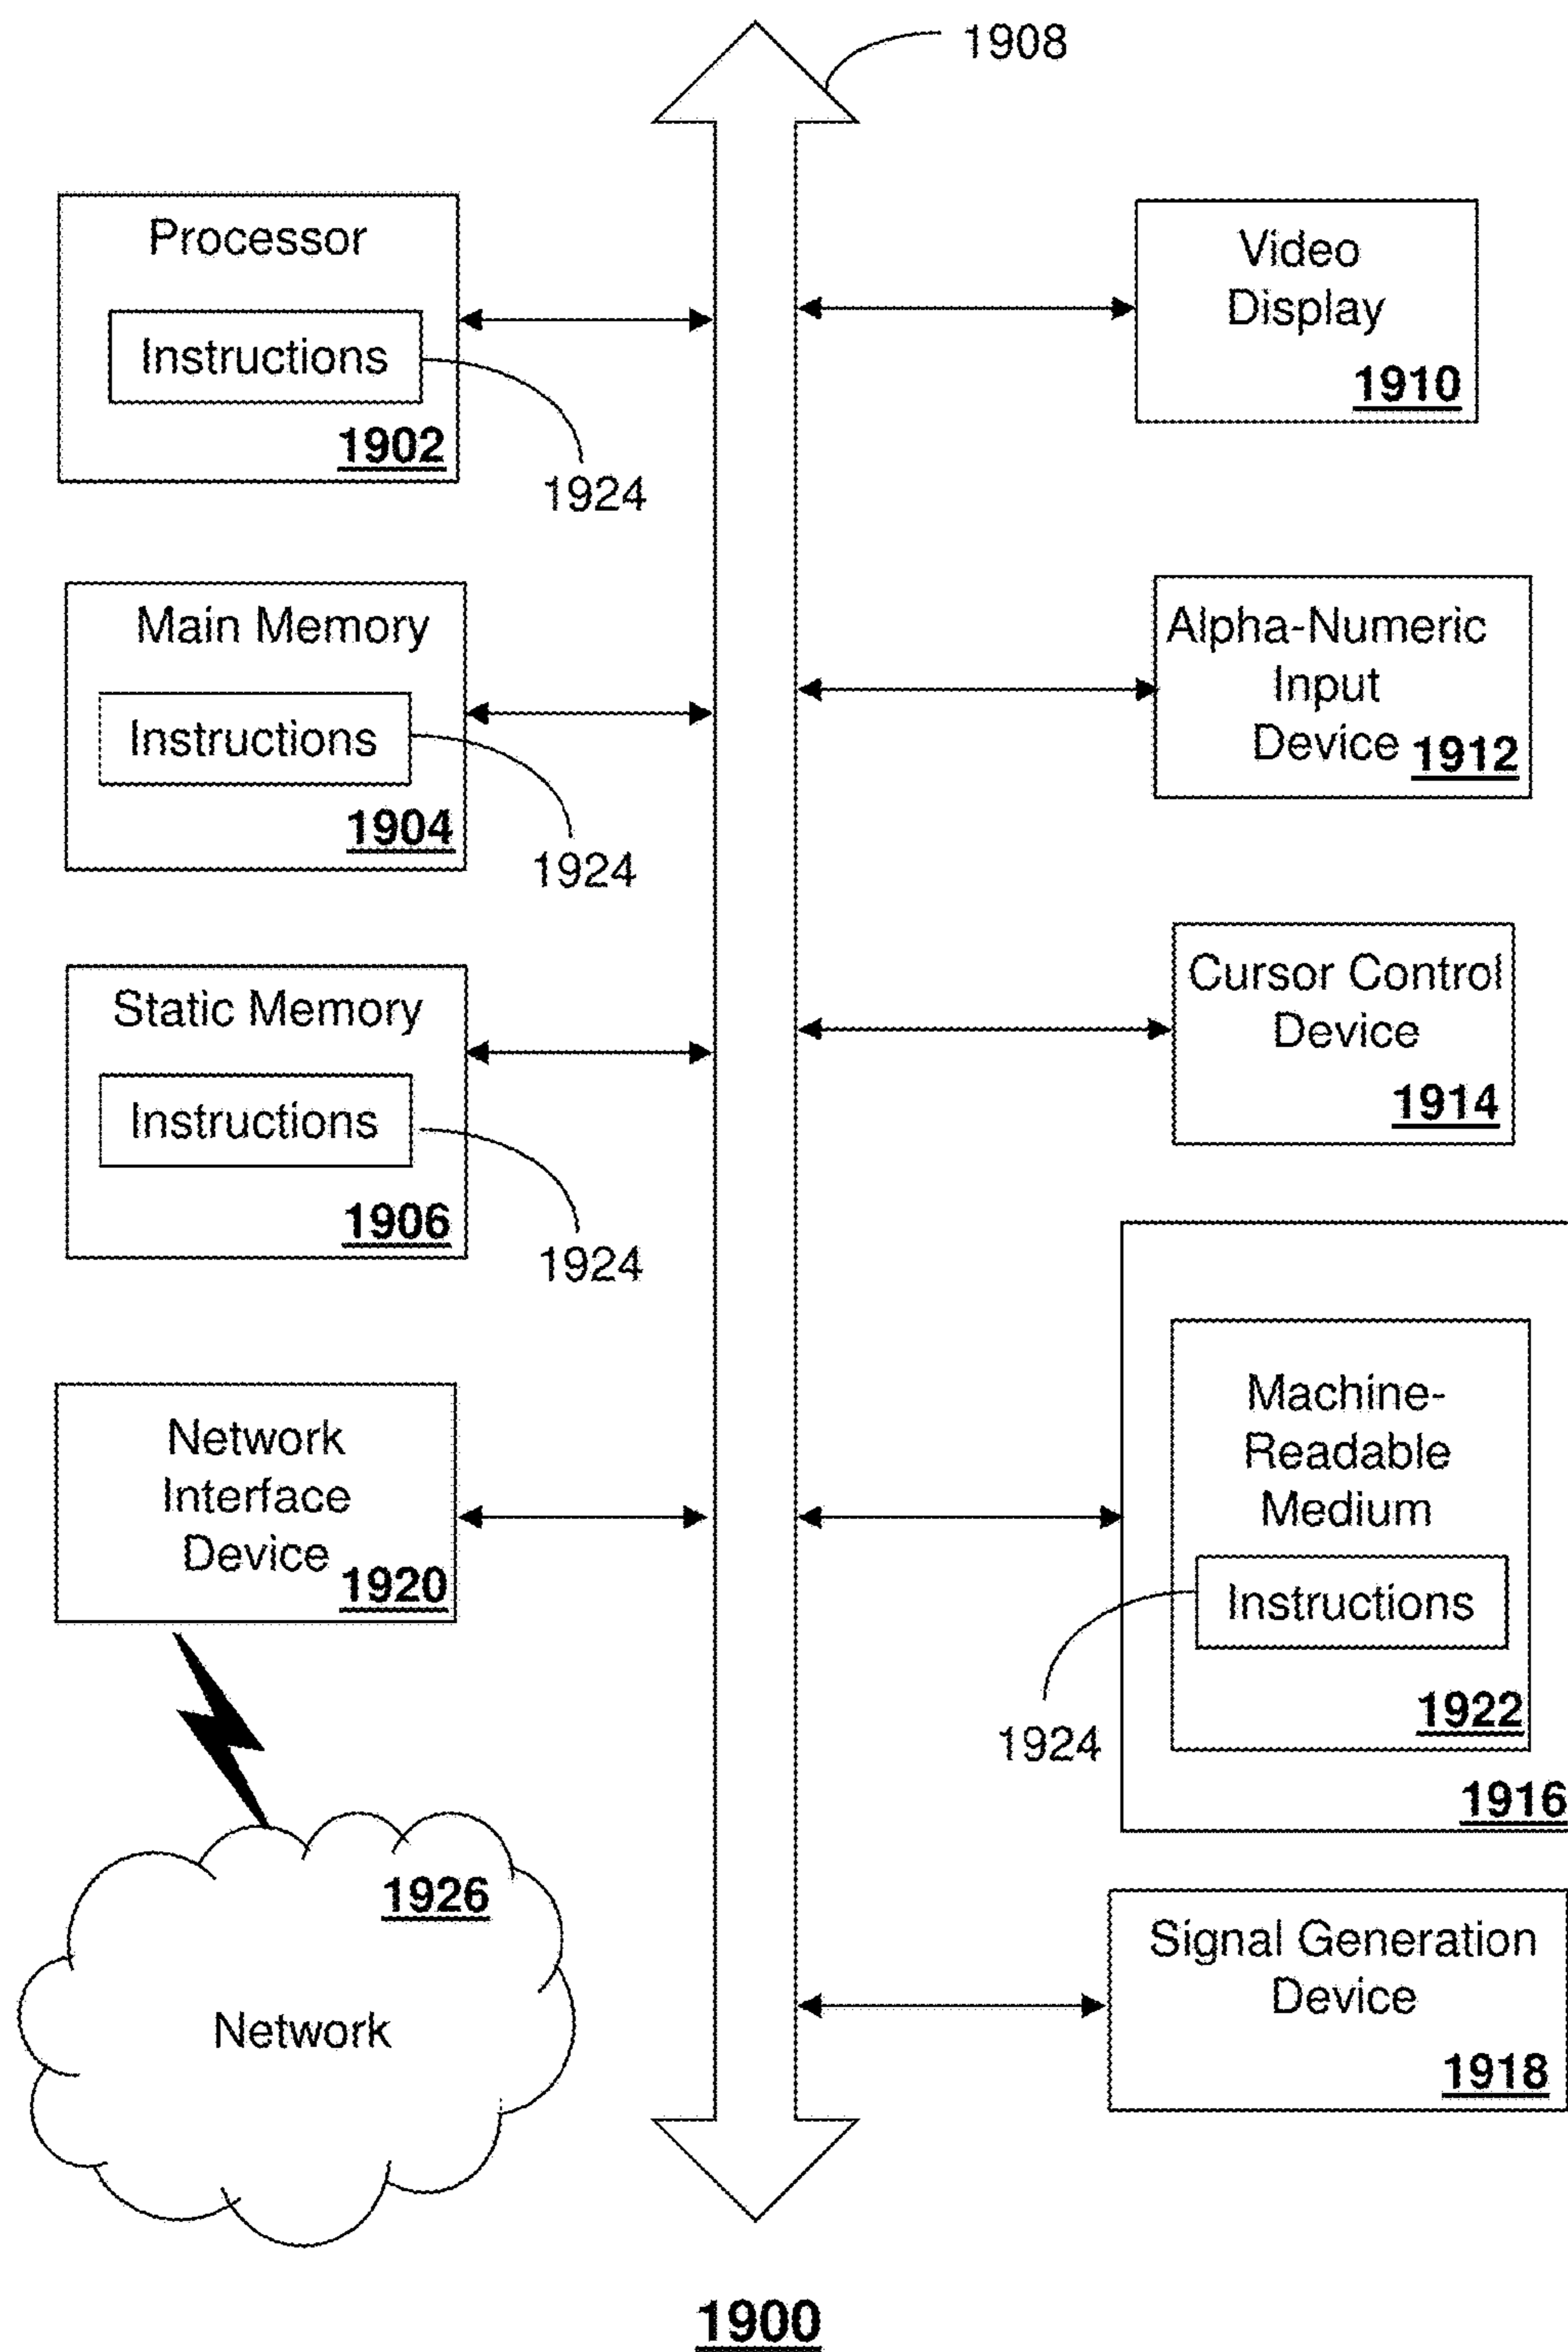 1908
Processor
Instructions
1902
1924
Main Memory
Instructions
1904
1924
Static Memory
Instructions
1906
1924
Network
Interface
Device
1920
1926
Network
Video
Display
1910
Alpha-Numeric
Input
Device 1912
Cursor Control
Device
1914
Machine-
Readable
Medium
Instructions
1924
1922
1916
Signal Generation
Device
1918
1900